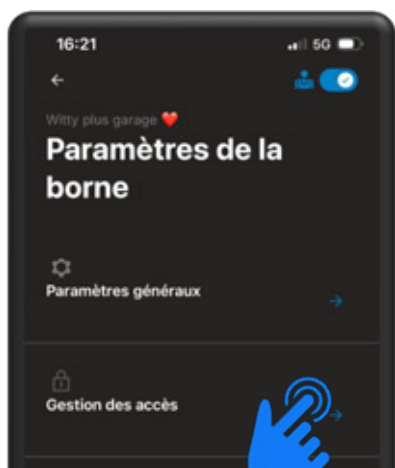 16:21
5G
Witty plus garage ❤️
Paramètres de la
borne
Paramètres généraux
Gestion des accès